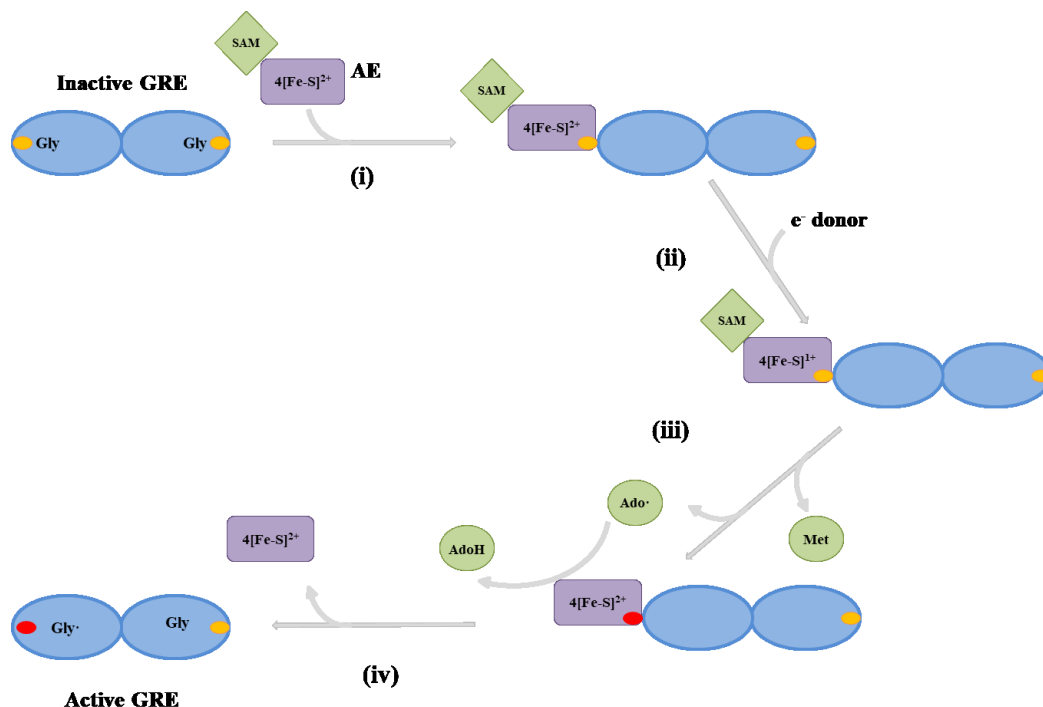 SAM
4[Fe-S]²⁺
AE
Inactive GRE
Gly
Gly
(i)
SAM
4[Fe-S]²⁺
e⁻ donor
(ii)
SAM
4[Fe-S]¹⁺
(iii)
Ado·
Met
AdoH
4[Fe-S]²⁺
4[Fe-S]²⁺
Gly·
Gly
(iv)
Active GRE